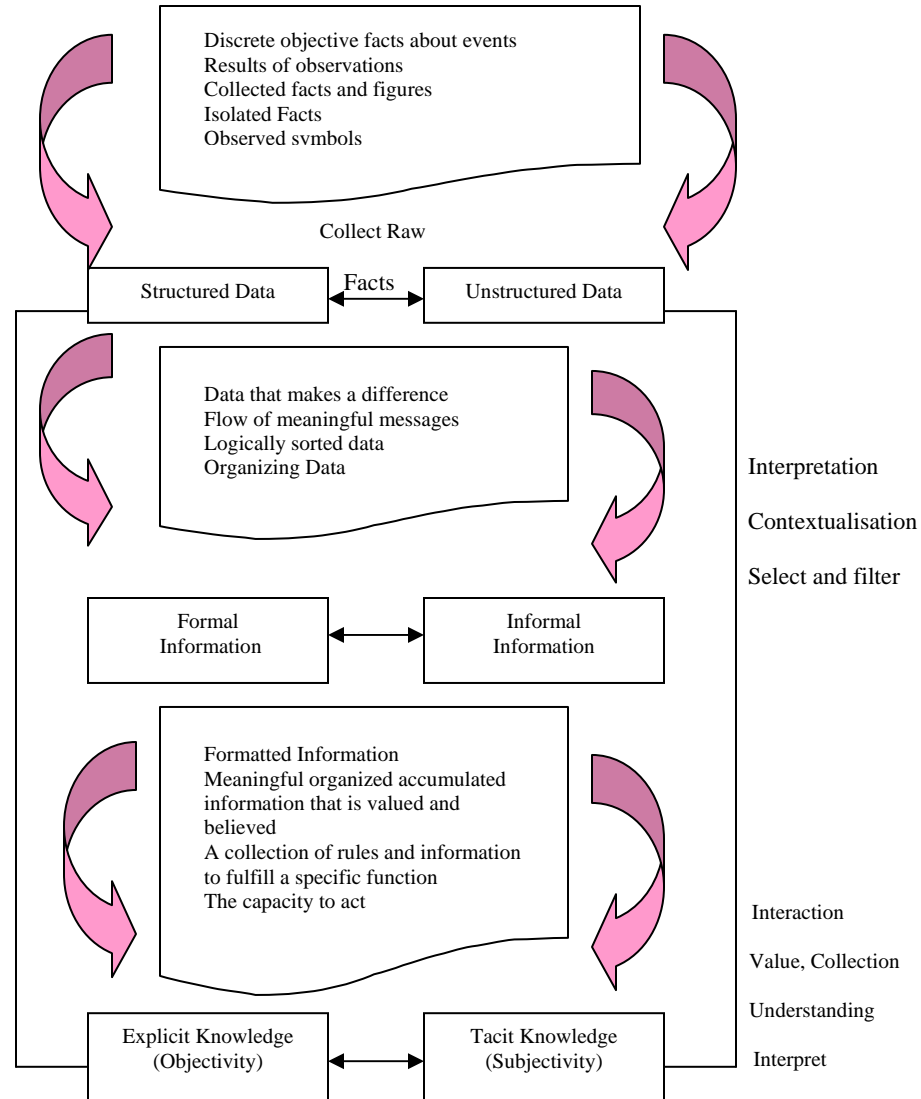 Discrete objective facts about events
Results of observations
Collected facts and figures
Isolated Facts
Observed symbols
Collect Raw
Structured Data
Facts
Unstructured Data
Data that makes a difference
Flow of meaningful messages
Logically sorted data
Organizing Data
Interpretation
Contextualisation
Select and filter
Formal
Information
Informal
Information
Formatted Information
Meaningful organized accumulated
information that is valued and
believed
A collection of rules and information
to fulfill a specific function
The capacity to act
Interaction
Value, Collection
Understanding
Interpret
Explicit Knowledge
(Objectivity)
Tacit Knowledge
(Subjectivity)